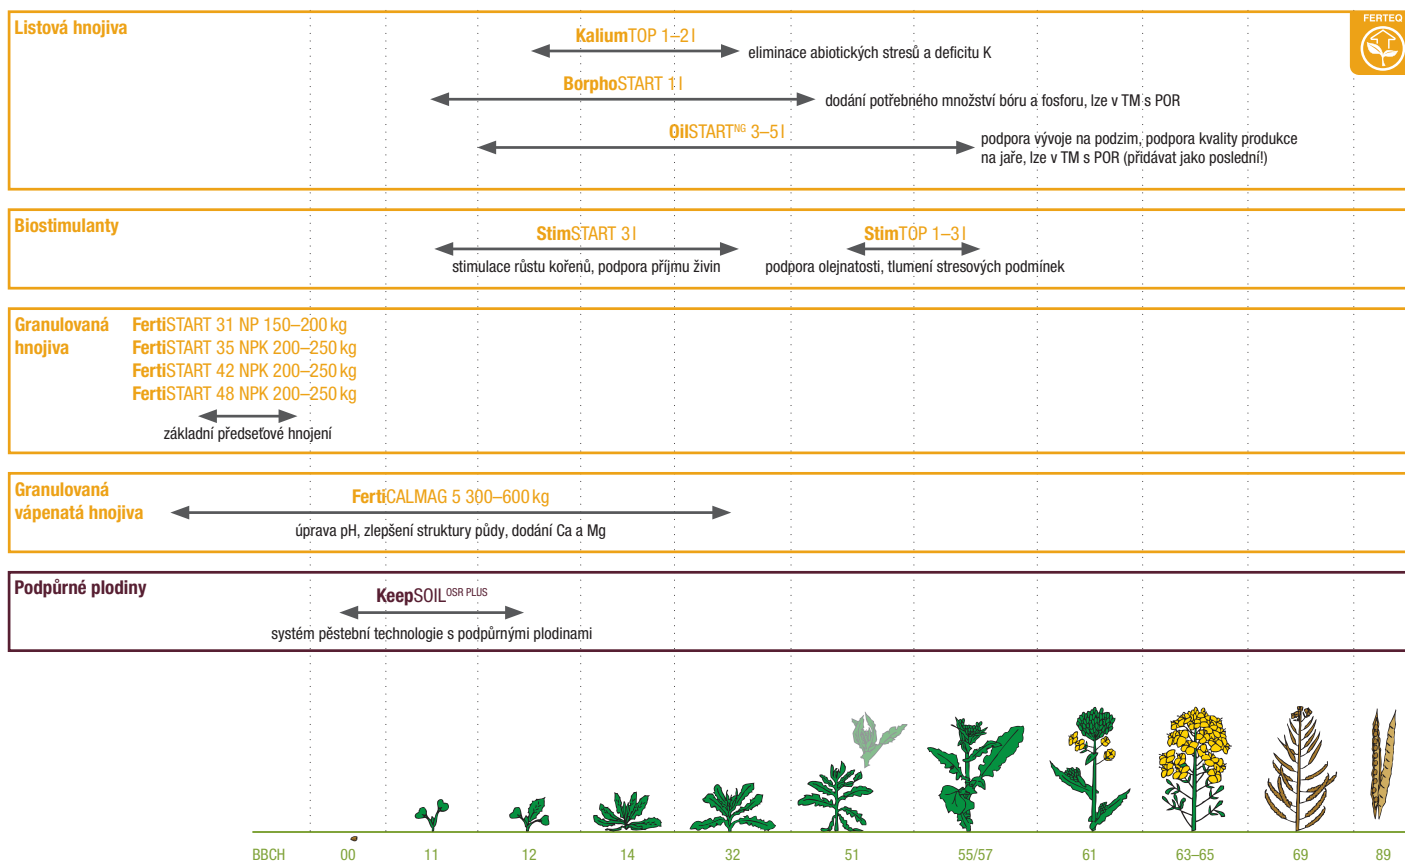 Listová hnojiva
FERTEQ
KaliumTOP 1–2 l
eliminace abiotických stresů a deficitu K
BorphoSTART 1 l
dodání potřebného množství bóru a fosforu, lze v TM s POR
OilSTARTᴺᴳ 3–5 l
podpora vývoje na podzim, podpora kvality produkce
na jaře, lze v TM s POR (přidávat jako poslední!)
Biostimulanty
StimSTART 3 l
stimulace růstu kořenů, podpora příjmu živin
StimTOP 1–3 l
podpora olejnatosti, tlumení stresových podmínek
Granulovaná
hnojiva
FertiSTART 31 NP 150–200 kg
FertiSTART 35 NPK 200–250 kg
FertiSTART 42 NPK 200–250 kg
FertiSTART 48 NPK 200–250 kg
základní předseťové hnojení
Granulovaná
vápenatá hnojiva
FertiCALMAG 5 300–600 kg
úprava pH, zlepšení struktury půdy, dodání Ca a Mg
Podpůrné plodiny
KeepSOIL OSR PLUS
systém pěstební technologie s podpůrnými plodinami
BBCH 00 11 12 14 32 51 55/57 61 63–65 69 89